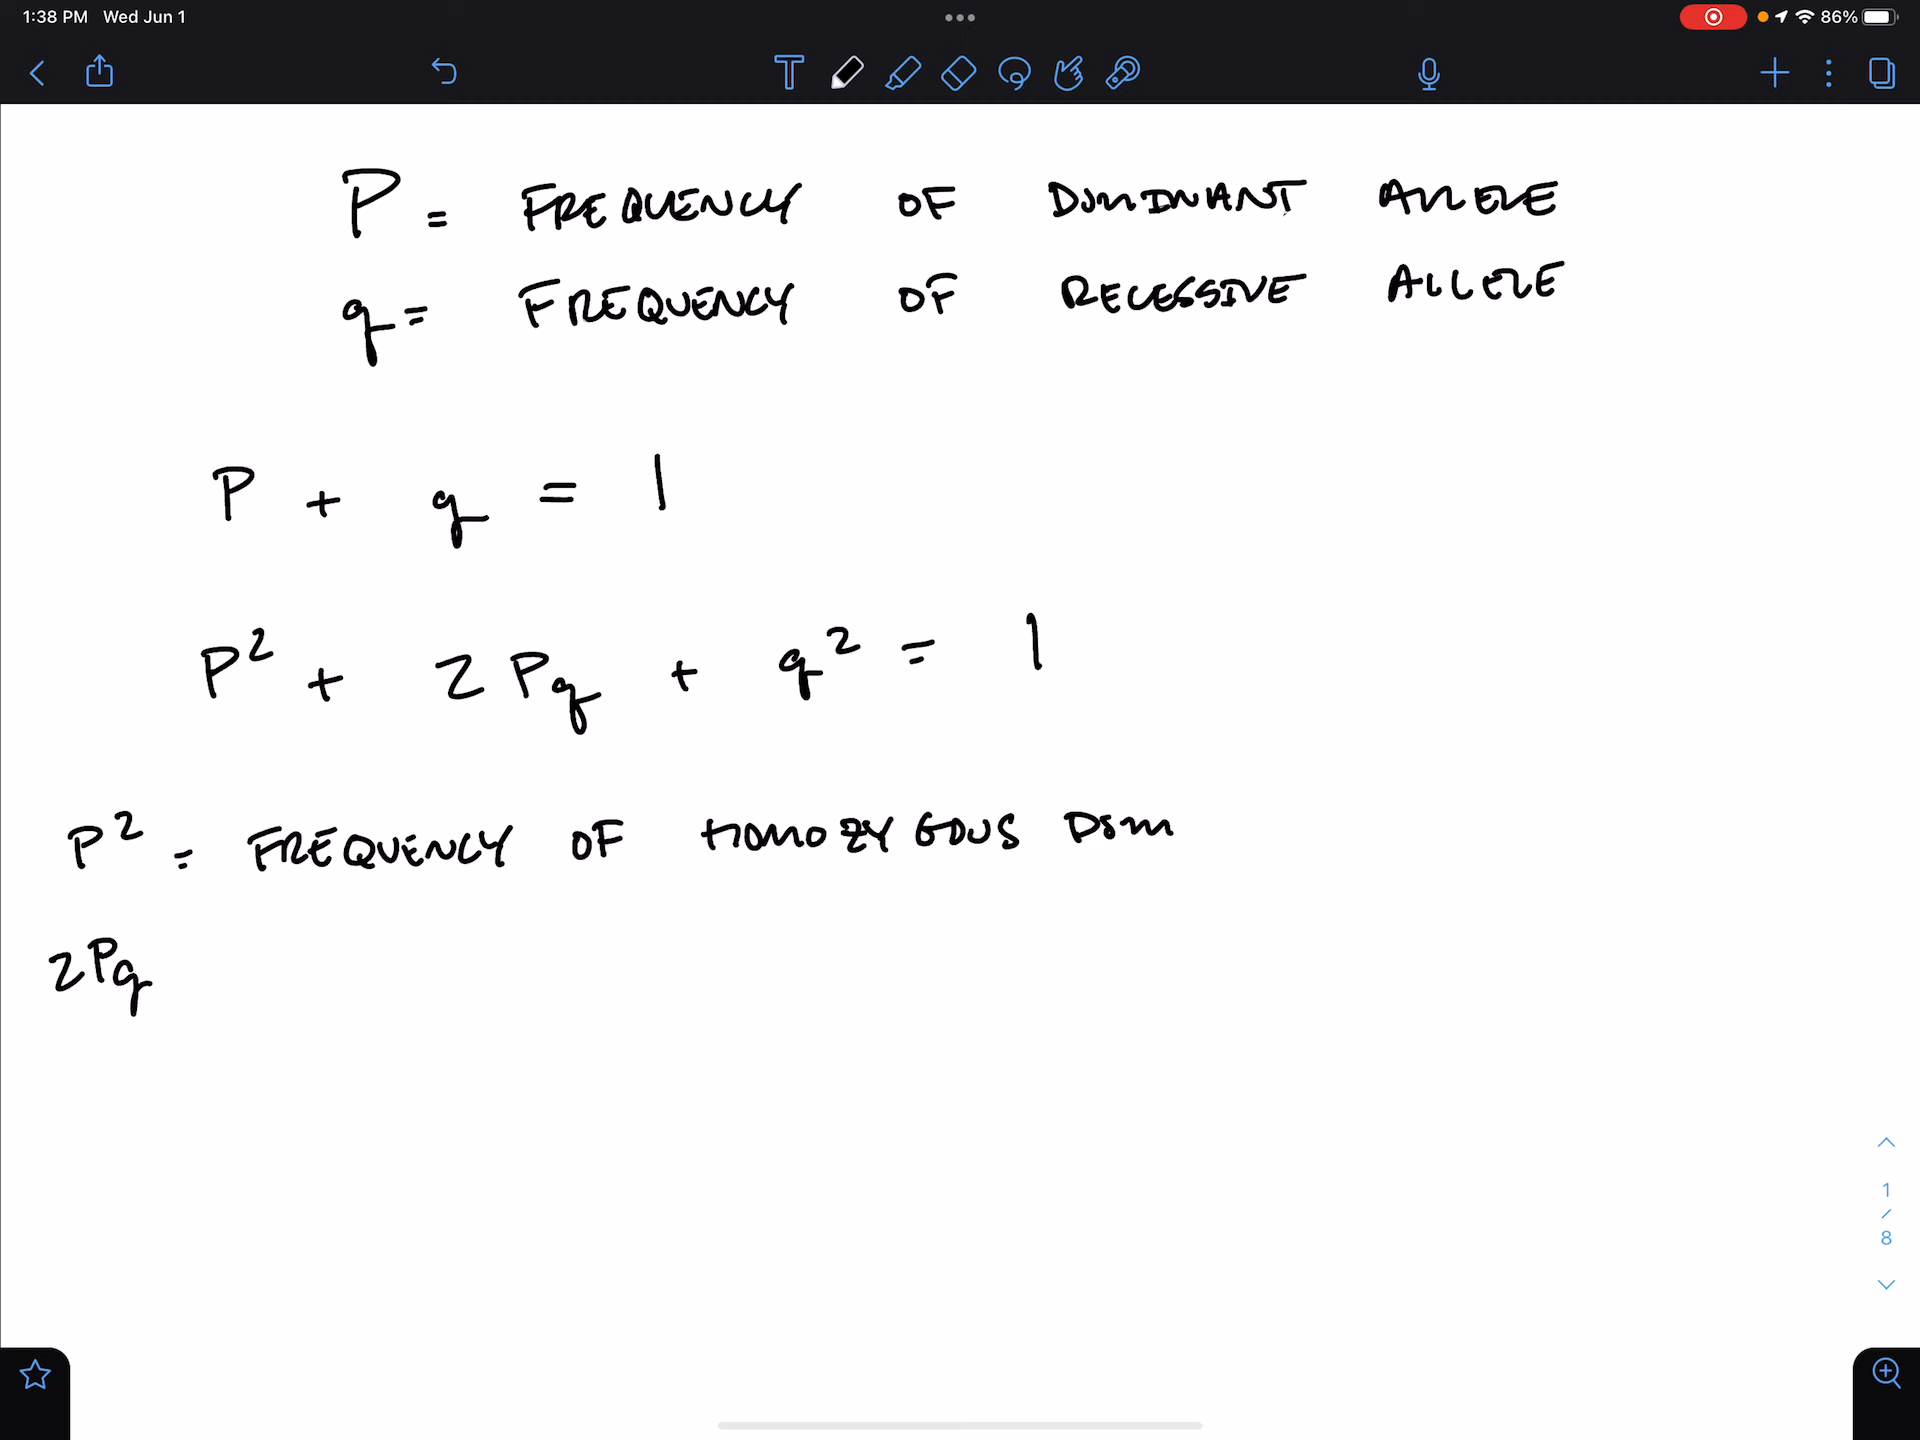 1:38 PM Wed Jun 1
86%
P = FREQUENCY OF DOMINANT ALLELE
q = FREQUENCY OF RECESSIVE ALLELE
P + q = 1
P² + 2Pq + q² = 1
P² = FREQUENCY OF HOMOZYGOUS DOM
2Pq
1
/
8